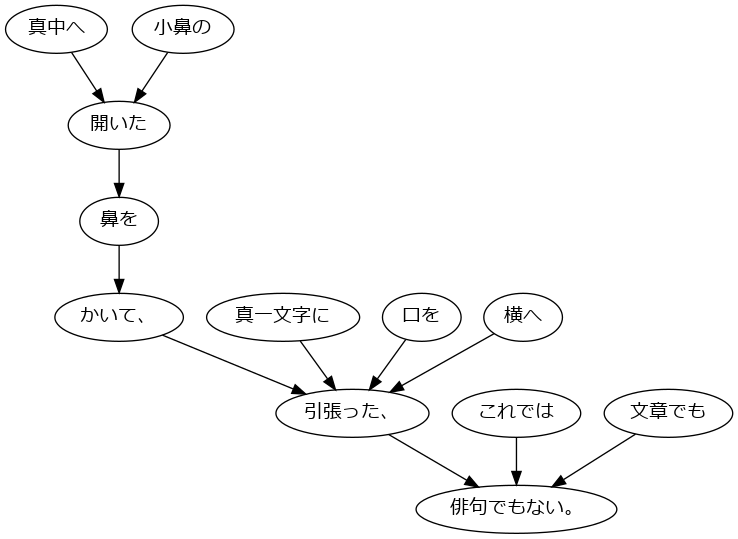 真中へ 小鼻の
開いた
鼻を
かいて、 真一文字に 口を 横へ
引張った、 これでは 文章でも
俳句でもない。